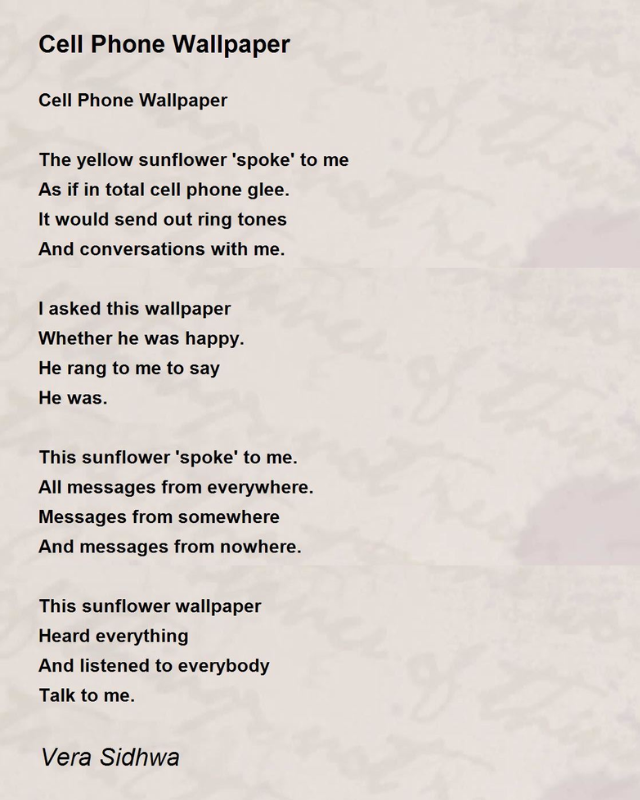 Cell Phone Wallpaper
Cell Phone Wallpaper
The yellow sunflower 'spoke' to me
As if in total cell phone glee.
It would send out ring tones
And conversations with me.
I asked this wallpaper
Whether he was happy.
He rang to me to say
He was.
This sunflower 'spoke' to me.
All messages from everywhere.
Messages from somewhere
And messages from nowhere.
This sunflower wallpaper
Heard everything
And listened to everybody
Talk to me.
Vera Sidhwa